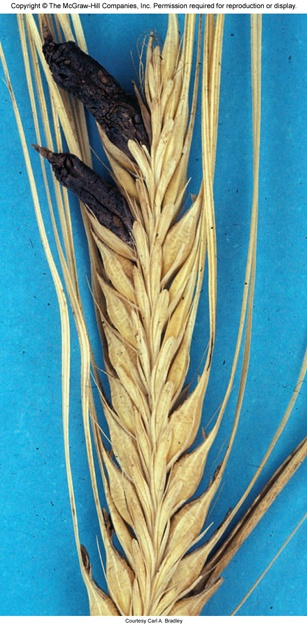 Copyright © The McGraw-Hill Companies, Inc. Permission required for reproduction or display.
Courtesy Carl A. Bradley